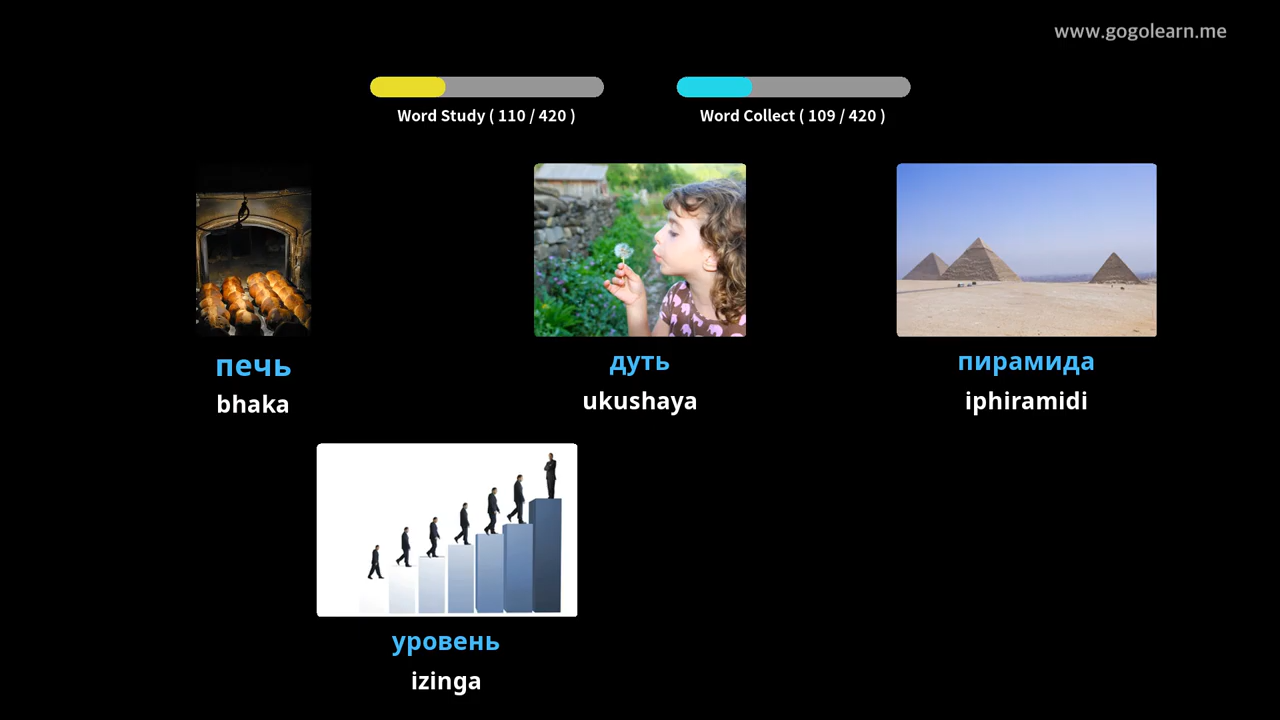 www.gogolearn.me
Word Study ( 110 / 420 )
Word Collect ( 109 / 420 )
печь
bhaka
дуть
ukushaya
пирамида
iphiramidi
уровень
izinga